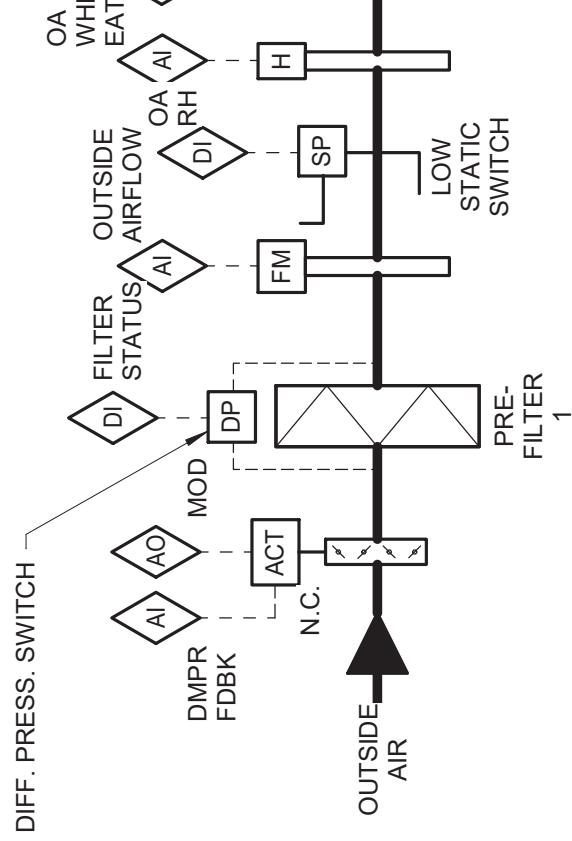 DIFF. PRESS. SWITCH
OUTSIDE
AIR
DMPR
FDBK
AI
AO
ACT
N.C.
MOD
DI
DP
FILTER
STATUS
PRE-
FILTER
1
OUTSIDE
AIRFLOW
AI
FM
DI
SP
LOW
STATIC
SWITCH
OA
RH
AI
H
OA
WH
EAT